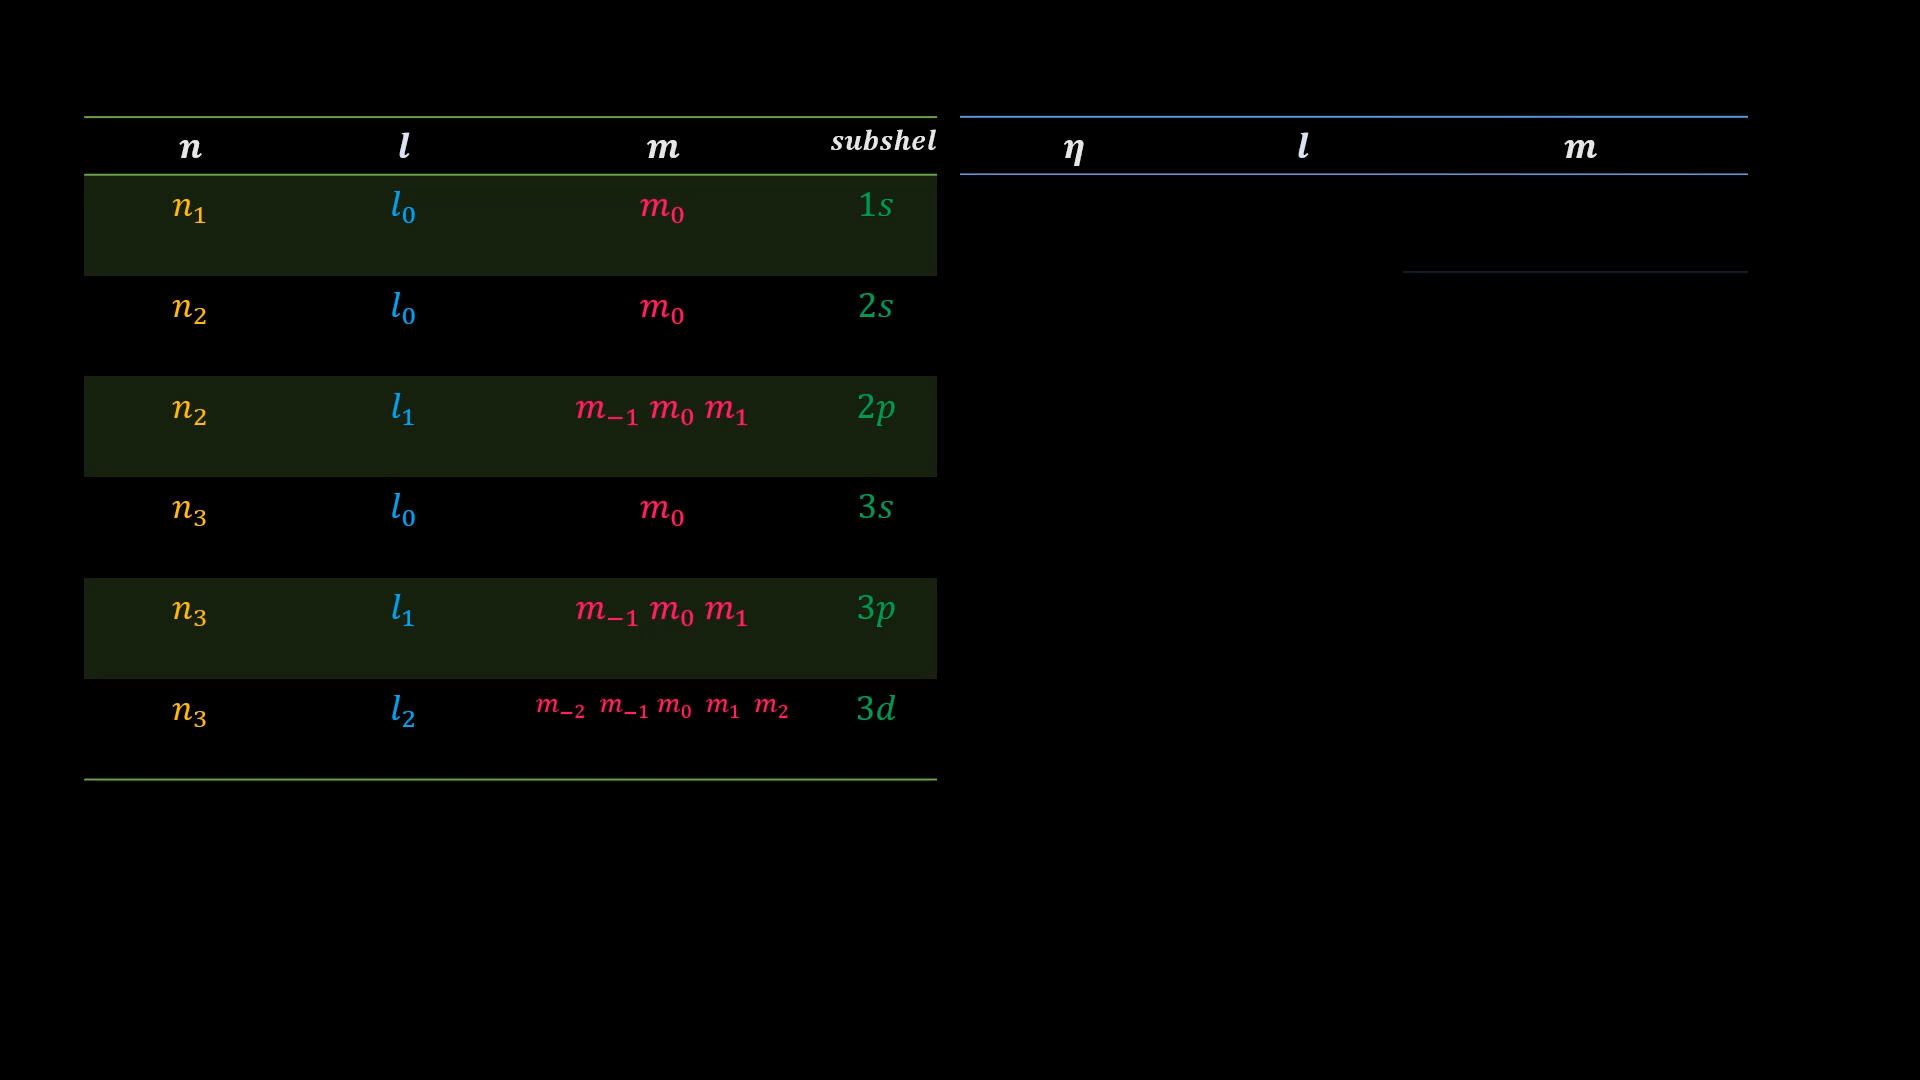 n l m subshel
n₁ l₀ m₀ 1s
n₂ l₀ m₀ 2s
n₂ l₁ m₋₁ m₀ m₁ 2p
n₃ l₀ m₀ 3s
n₃ l₁ m₋₁ m₀ m₁ 3p
n₃ l₂ m₋₂ m₋₁ m₀ m₁ m₂ 3d
η l m